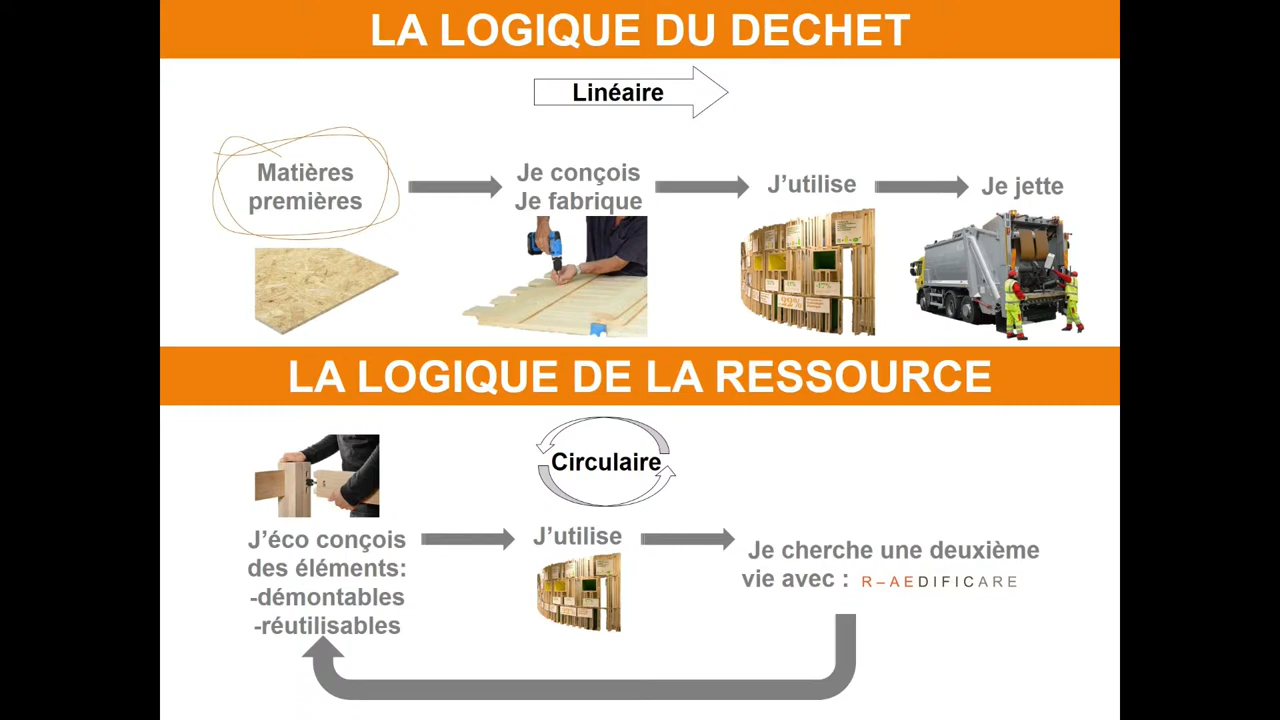 LA LOGIQUE DU DECHET
Linéaire
Matières
premières
Je conçois
Je fabrique
J’utilise
Je jette
LA LOGIQUE DE LA RESSOURCE
Circulaire
J’éco conçois
des éléments:
-démontables
-réutilisables
J’utilise
Je cherche une deuxième
vie avec : R–AEDIFICARE